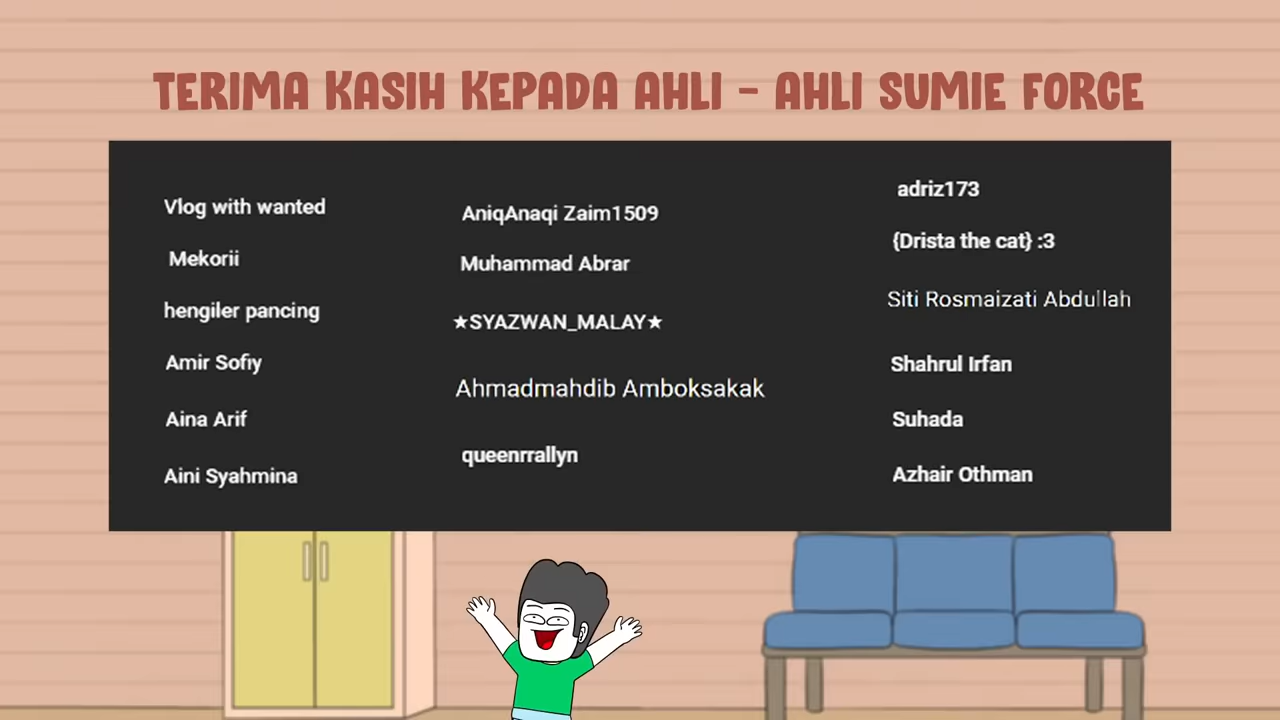 TERIMA KASIH KEPADA AHLI - AHLI SUMIE FORCE
Vlog with wanted
Mekorii
hengiler pancing
Amir Sofiy
Aina Arif
Aini Syahmina
AniqAnaqi Zaim1509
Muhammad Abrar
★SYAZWAN_MALAY★
Ahmadmahdib Amboksakak
queenrrallyn
adriz173
{Drista the cat} :3
Siti Rosmaizati Abdullah
Shahrul Irfan
Suhada
Azhair Othman